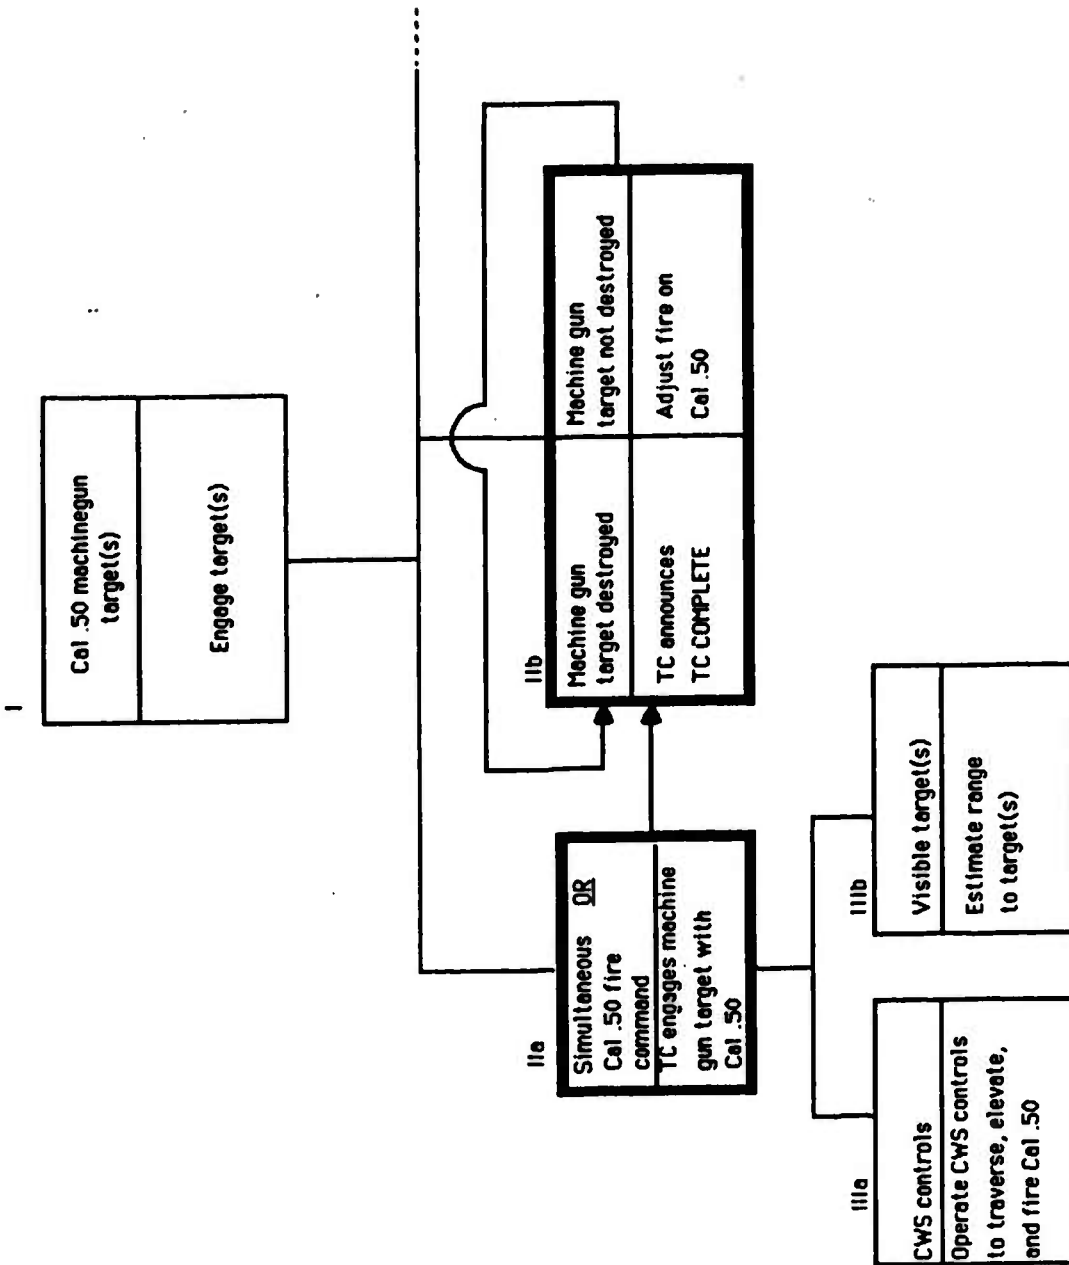 I
Cal .50 machinegun
target(s)
Engage target(s)
IIa
Simultaneous OR
Cal .50 fire
command
TC engages machine
gun target with
Cal .50
IIb
Machine gun
target destroyed
TC announces
TC COMPLETE
Machine gun
target not destroyed
Adjust fire on
Cal .50
IIIa
CWS controls
Operate CWS controls
to traverse, elevate,
and fire Cal .50
IIIb
Visible target(s)
Estimate range
to target(s)